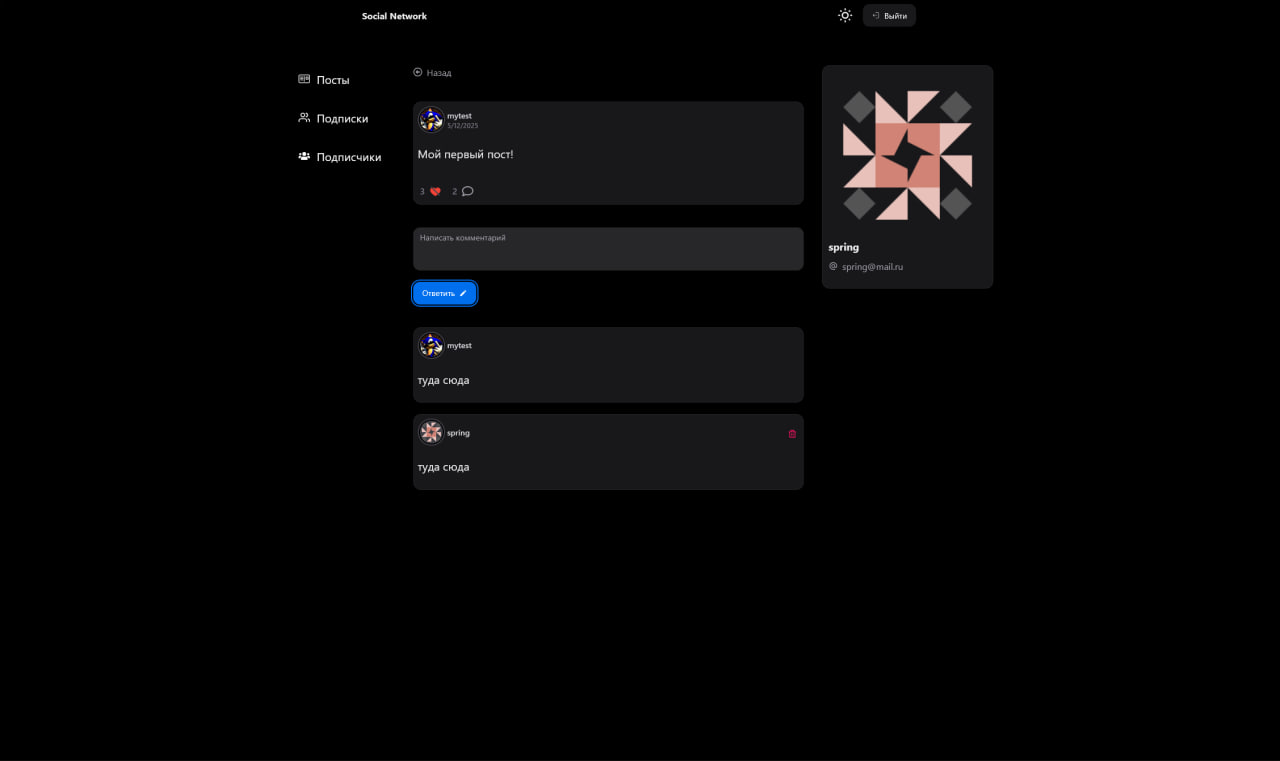 Social Network
Выйти
Посты
Подписки
Подписчики
Назад
mytest
5/12/2025
Мой первый пост!
3 2
Написать комментарий
Ответить
mytest
туда сюда
spring
туда сюда
spring
spring@mail.ru